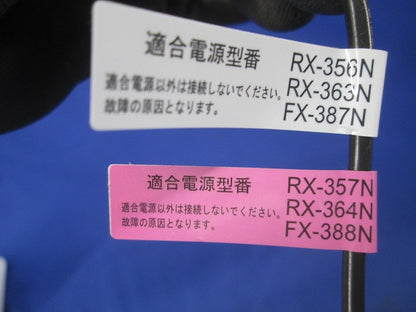 適合電源型番 RX-356N
適合電源以外は接続しないでください。 RX-363N
故障の原因となります。 FX-387N
適合電源型番 RX-357N
適合電源以外は接続しないでください。 RX-364N
故障の原因となります。 FX-388N